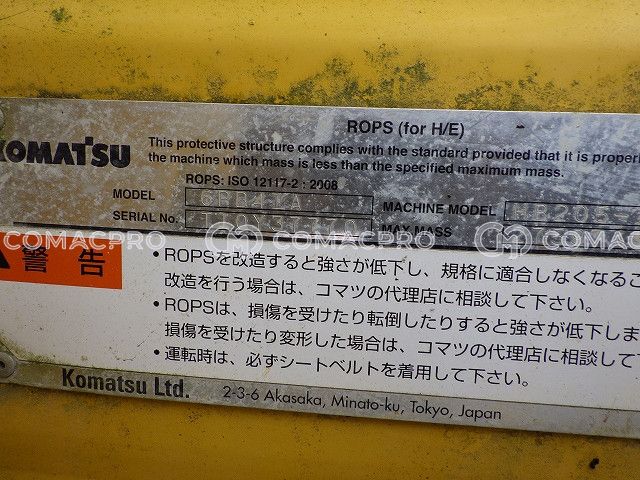 ROPS (for H/E)
KOMATSU
This protective structure complies with the standard provided that it is proper
the machine which mass is less than the specified maximum mass.
ROPS: ISO 12117-2 : 2008
MODEL
MACHINE MODEL HB205-
SERIAL No.
MAX MASS
COMACPRO COMACPRO COMACPRO
警告
・ROPSを改造すると強さが低下し、規格に適合しなくなるこ
改造を行う場合は、コマツの代理店に相談して下さい。
・ROPSは、損傷を受けたり転倒したりすると強さが低下しま
損傷を受けたり変形した場合は、コマツの代理店に相談して
・運転時は、必ずシートベルトを着用して下さい。
Komatsu Ltd. 2-3-6 Akasaka, Minato-ku, Tokyo, Japan